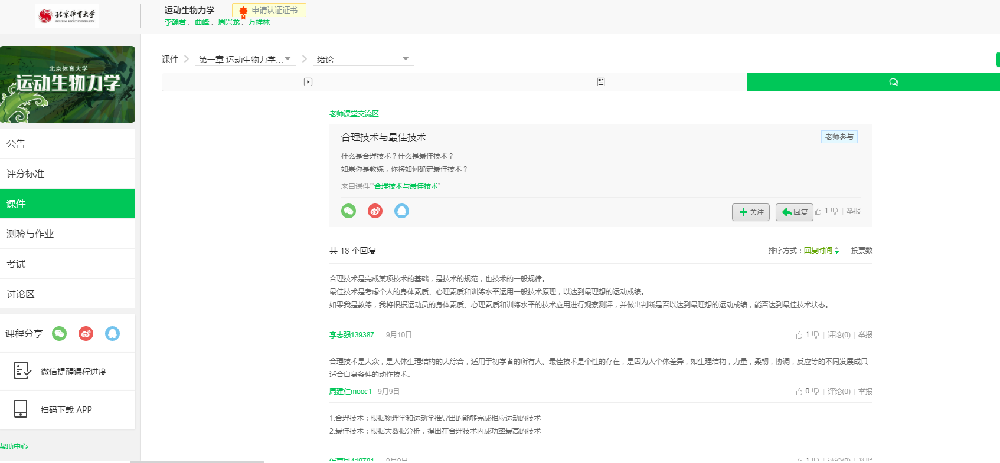 北京体育大学
BEIJING SPORT UNIVERSITY
运动生物力学
申请认证证书
李翰君 、曲峰 、周兴龙 、万祥林
北京体育大学
运动生物力学
公告
评分标准
课件
测验与作业
考试
讨论区
课程分享
微信提醒课程进度
扫码下载 APP
帮助中心
课件
第一章 运动生物力学...
绪论
老师课堂交流区
合理技术与最佳技术
老师参与
什么是合理技术？什么是最佳技术？
如果你是教练，你将如何确定最佳技术？
来自课件“合理技术与最佳技术”
关注
回复
1 | 举报
共 18 个回复
排序方式：回复时间 投票数
合理技术是完成某项技术的基础，是技术的规范，也技术的一般规律。
最佳技术是考虑个人的身体素质、心理素质和训练水平运用一般技术原理，以达到最理想的运动成绩。
如果我是教练，我将根据运动员的身体素质、心理素质和训练水平的技术应用进行观察测评，并做出判断是否以达到最理想的运动成绩，能否达到最佳技术状态。
李志强139387... 9月10日
1 | 评论(0) | 举报
合理技术是大众，是人体生理结构的大综合，适用于初学者的所有人。最佳技术是个性的存在，是因为人个体差异，如生理结构，力量，柔韧，协调，反应等的不同发展成只
适合自身条件的动作技术。
周建仁mooc1 9月9日
0 | 评论(0) | 举报
1.合理技术：根据物理学和运动学推导出的能够完成相应运动的技术
2.最佳技术：根据大数据分析，得出在合理技术内成功率最高的技术
9月9日
1 | 评论(0) | 举报